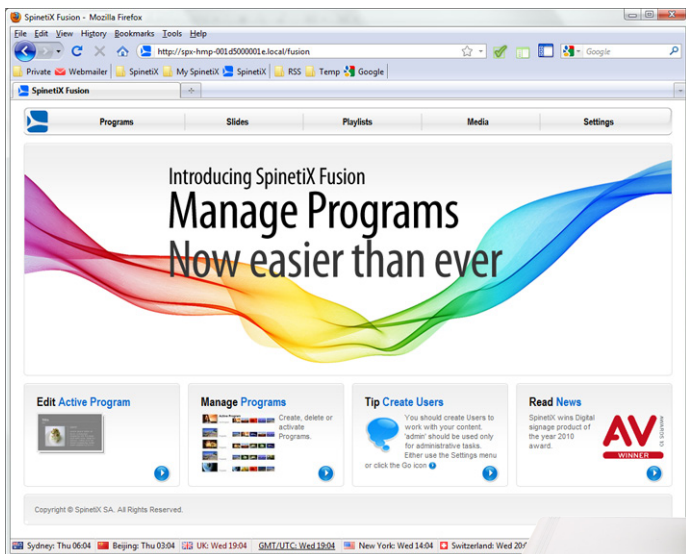 SpinetiX Fusion - Mozilla Firefox
File Edit View History Bookmarks Tools Help
http://spx-hmp-001d5000001e.local/fusion
Google
Private Webmailer SpinetiX My SpinetiX SpinetiX RSS Temp Google
SpinetiX Fusion
Programs Slides Playlists Media Settings
Introducing SpinetiX Fusion
Manage Programs
Now easier than ever
Edit Active Program
Manage Programs
Create, delete or
activate
Programs.
Tip Create Users
You should create Users to
work with your content.
'admin' should be used only
for administrative tasks.
Either use the Settings menu
or click the Go icon
Read News
SpinetiX wins Digital
signage product of
the year 2010
award.
AV
WINNER
Copyright © SpinetiX SA. All Rights Reserved.
Sydney: Thu 06:04 Beijing: Thu 03:04 UK: Wed 19:04 GMT/UTC: Wed 19:04 New York: Wed 14:04 Switzerland: Wed